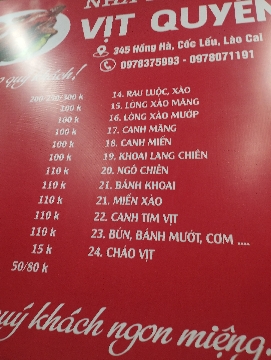 NHÀ
VỊT QUYÊN
345 Hồng Hà, Cốc Lếu, Lào Cai
0978375993 - 0978071191
quý khách!
14. RAU LUỘC, XÀO
100 k 15. LÒNG XÀO MĂNG
100 k 16. LÒNG XÀO MƯỚP
100 k 17. CANH MĂNG
100 k 18. CANH MIẾN
100 k 19. KHOAI LANG CHIÊN
110 k 20. NGÔ CHIÊN
110 k 21. BÁNH KHOAI
110 k 21. MIẾN XÀO
110 k 22. CANH TIM VỊT
110 k 23. BÚN, BÁNH MƯỚT, CƠM ....
15 k 24. CHÁO VỊT
50/80 k
quý khách ngon miệng.